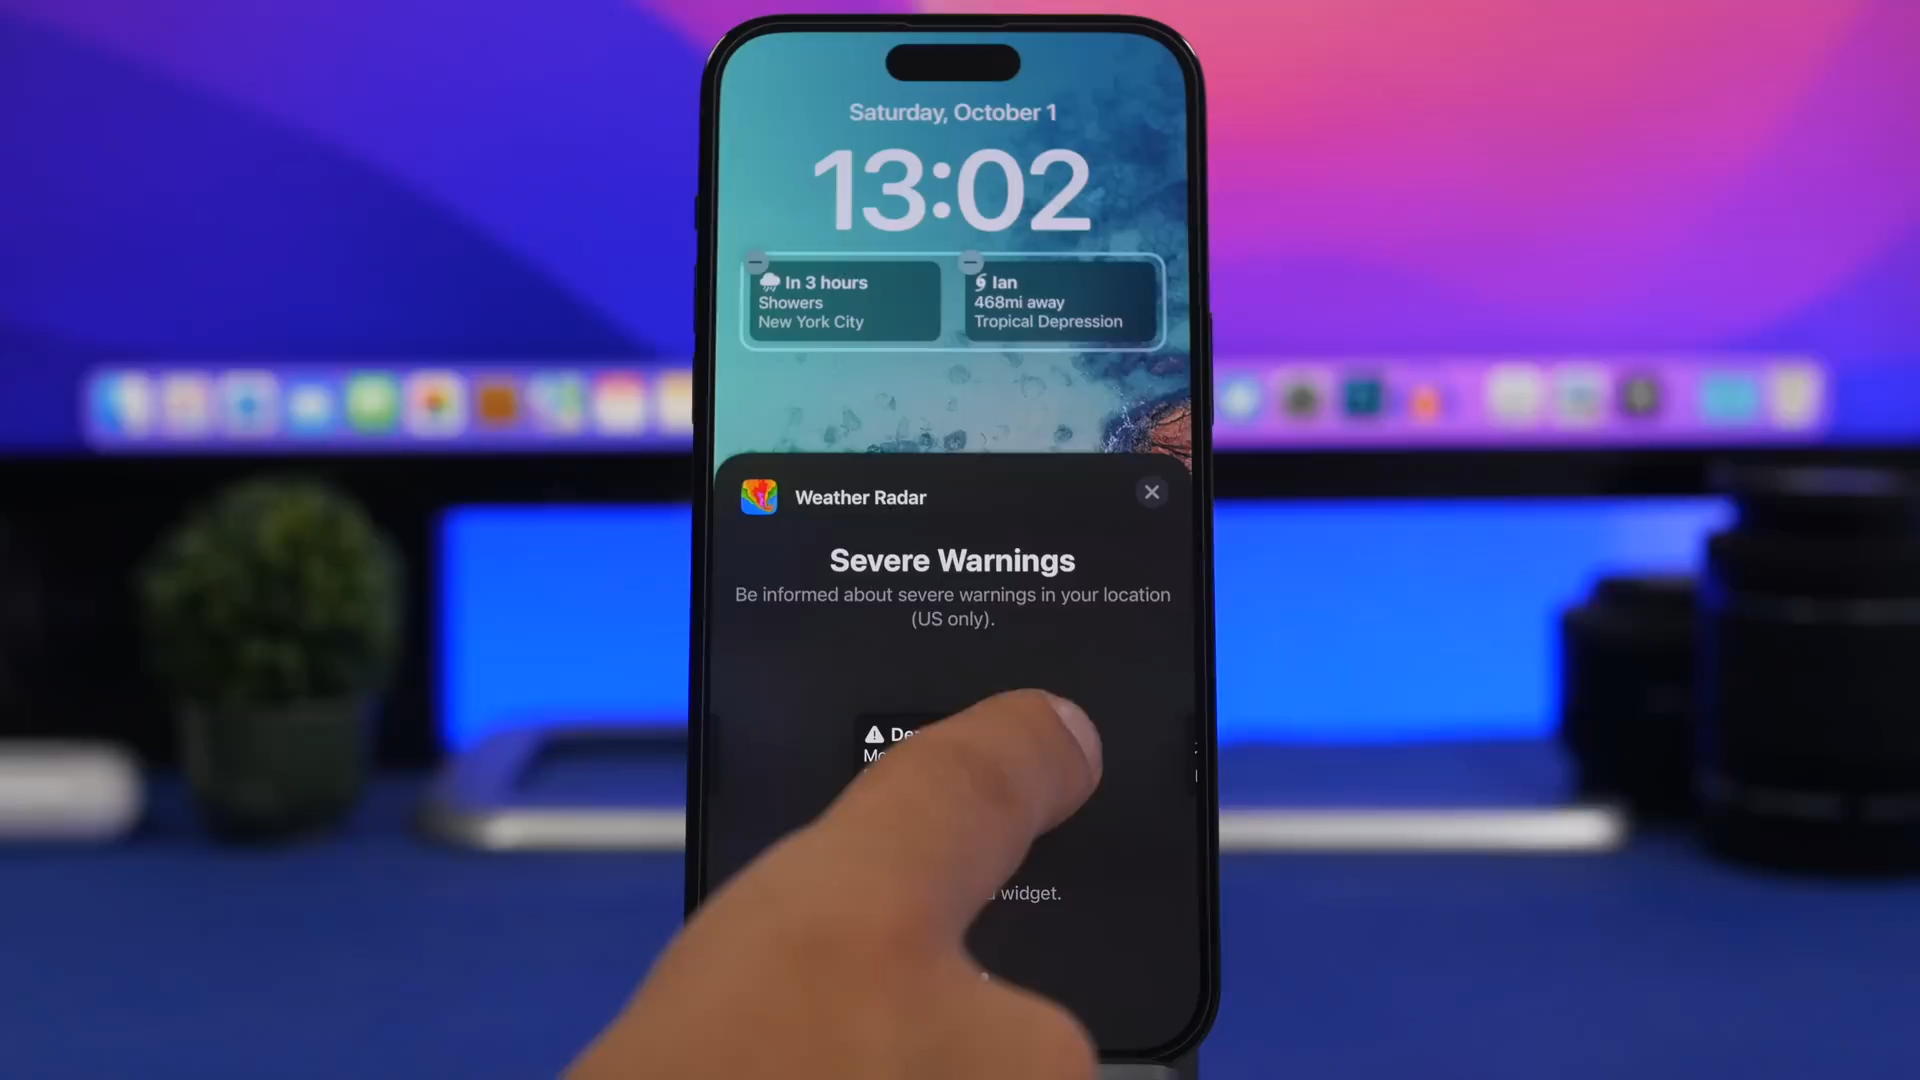 Saturday, October 1
13:02
In 3 hours
Showers
New York City
Ian
468mi away
Tropical Depression
Weather Radar
Severe Warnings
Be informed about severe warnings in your location
(US only).
widget.